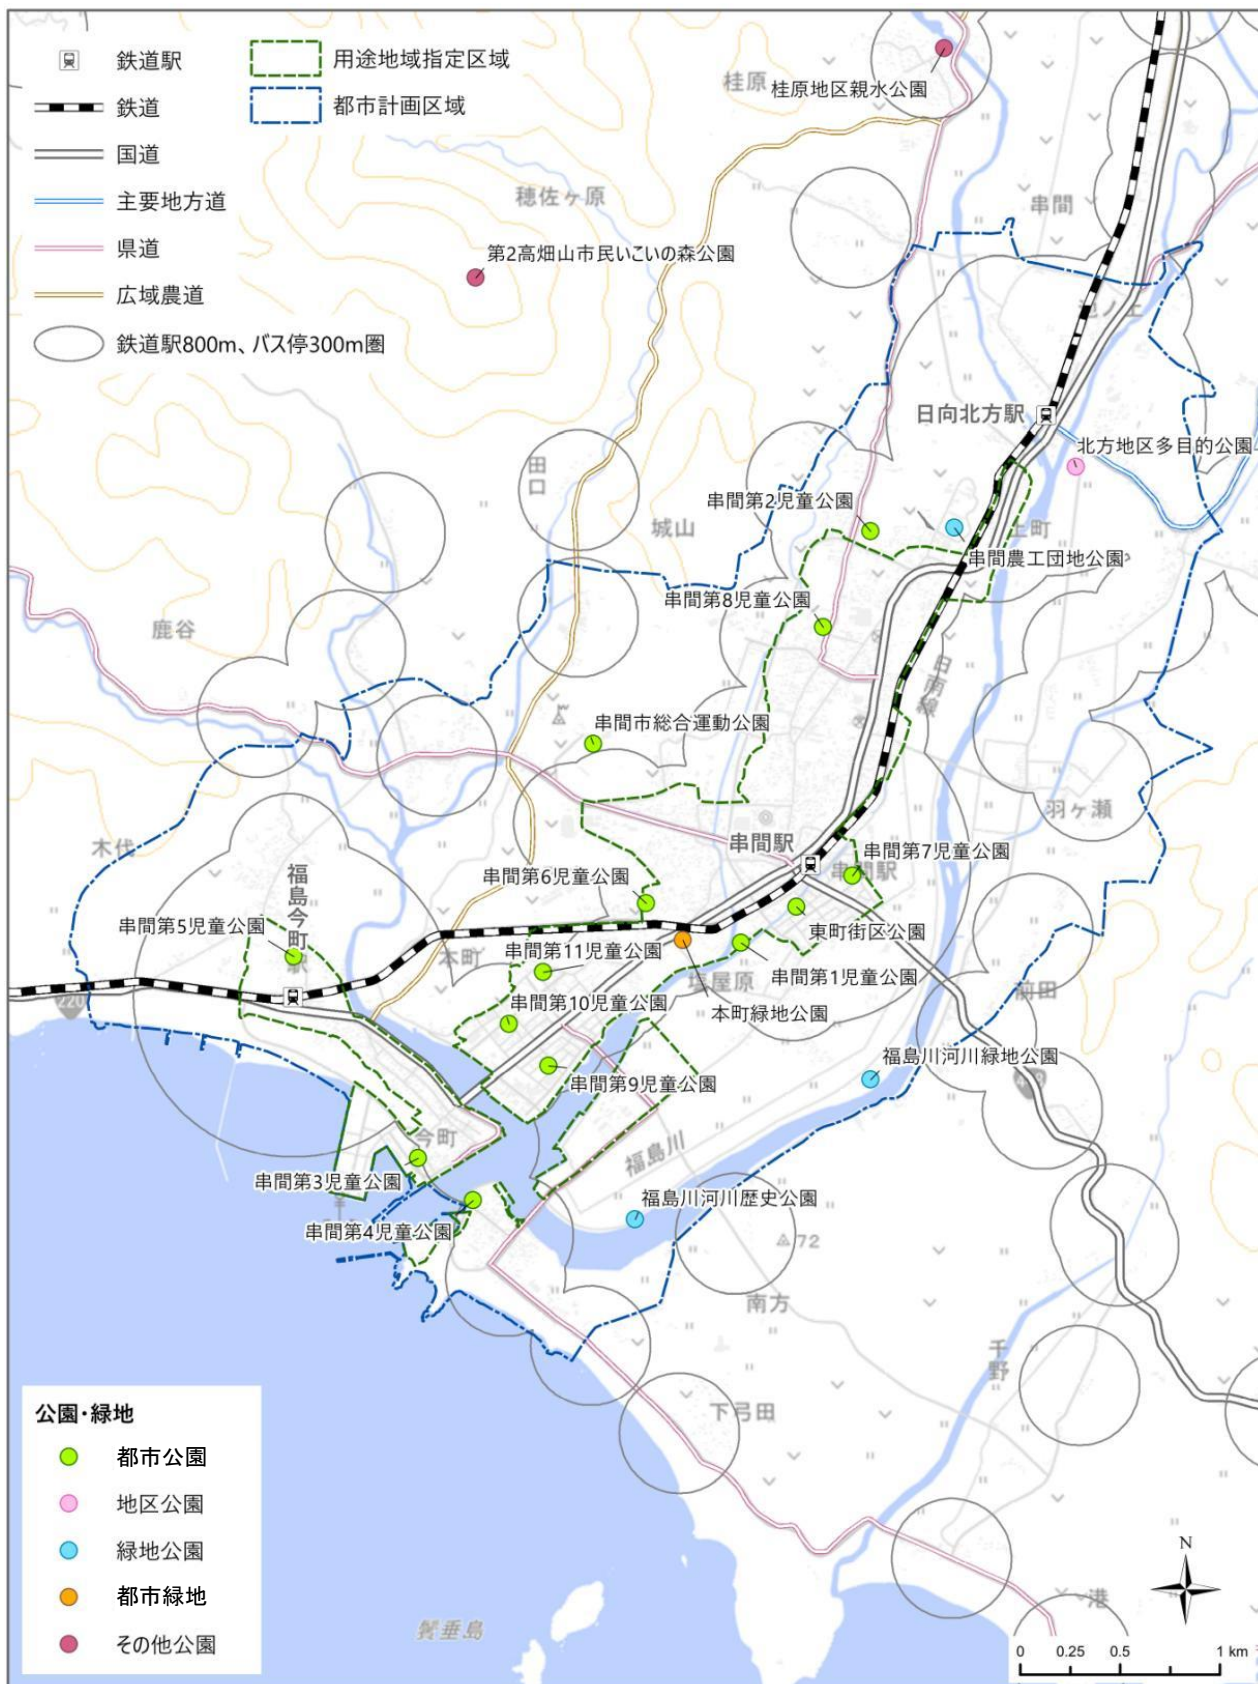 鉄道駅
鉄道
国道
主要地方道
県道
広域農道
鉄道駅800m、バス停300m圏
用途地域指定区域
都市計画区域
桂原
桂原地区親水公園
穂佐ヶ原
串間
第2高畑山市民いこいの森公園
池ノ上
日向北方駅
北方地区多目的公園
田口
城山
串間第2児童公園
上町
串間農工団地公園
串間第8児童公園
鹿谷
日南線
串間市総合運動公園
羽ヶ瀬
木代
串間駅
串間第7児童公園
串間駅
福島今町駅
串間第6児童公園
串間第5児童公園
東町街区公園
本町
串間第11児童公園
串間第1児童公園
塩屋原
220
前田
串間第10児童公園
本町緑地公園
福島川河川緑地公園
串間第9児童公園
今町
福島川
串間第3児童公園
福島川河川歴史公園
串間第4児童公園
72
南方
千野
下弓田
公園・緑地
都市公園
地区公園
緑地公園
都市緑地
その他公園
鬢垂島
港
N
0 0.25 0.5 1 km